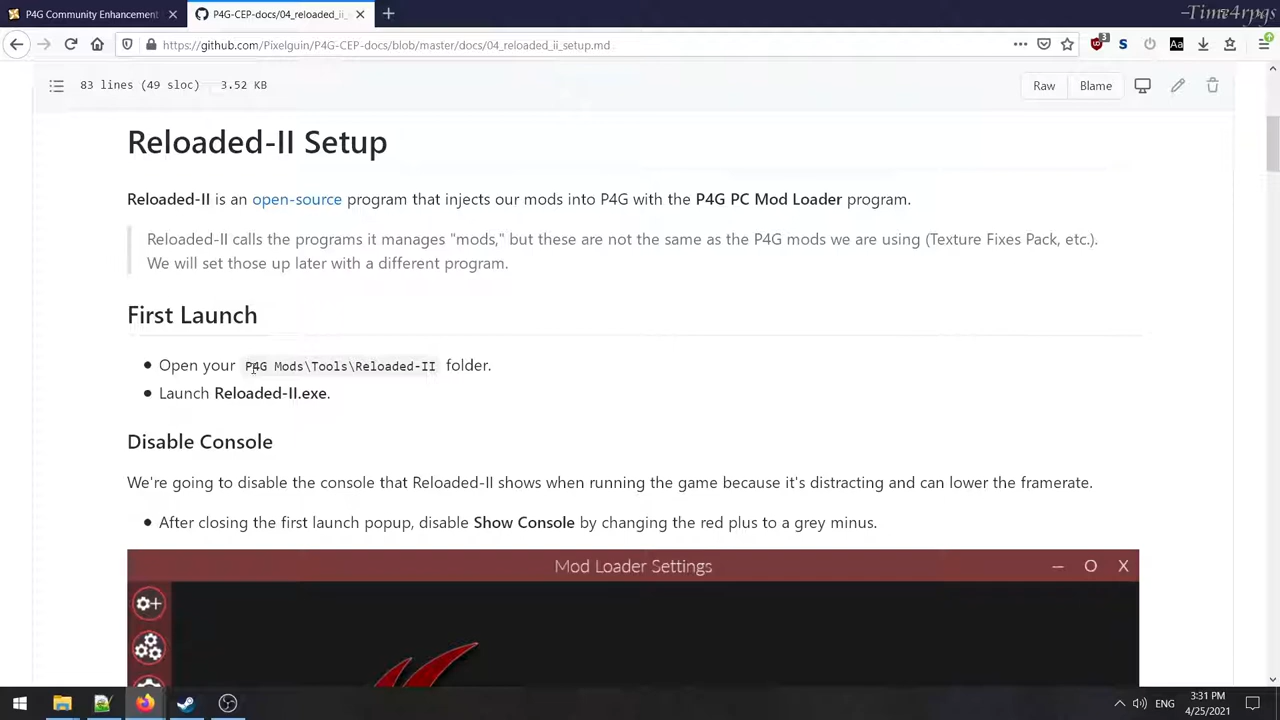 P4G Community Enhancement
P4G-CEP-docs/04_reloaded_ii_s
Time4rpgs
https://github.com/Pixelguin/P4G-CEP-docs/blob/master/docs/04_reloaded_ii_setup.md
3
S
Aa
83 lines (49 sloc) 3.52 KB
Raw
Blame
Reloaded-II Setup
Reloaded-II is an open-source program that injects our mods into P4G with the P4G PC Mod Loader program.
Reloaded-II calls the programs it manages "mods," but these are not the same as the P4G mods we are using (Texture Fixes Pack, etc.).
We will set those up later with a different program.
First Launch
Open your P4G Mods\Tools\Reloaded-II folder.
Launch Reloaded-II.exe.
Disable Console
We're going to disable the console that Reloaded-II shows when running the game because it's distracting and can lower the framerate.
After closing the first launch popup, disable Show Console by changing the red plus to a grey minus.
Mod Loader Settings
ENG
3:31 PM
4/25/2021